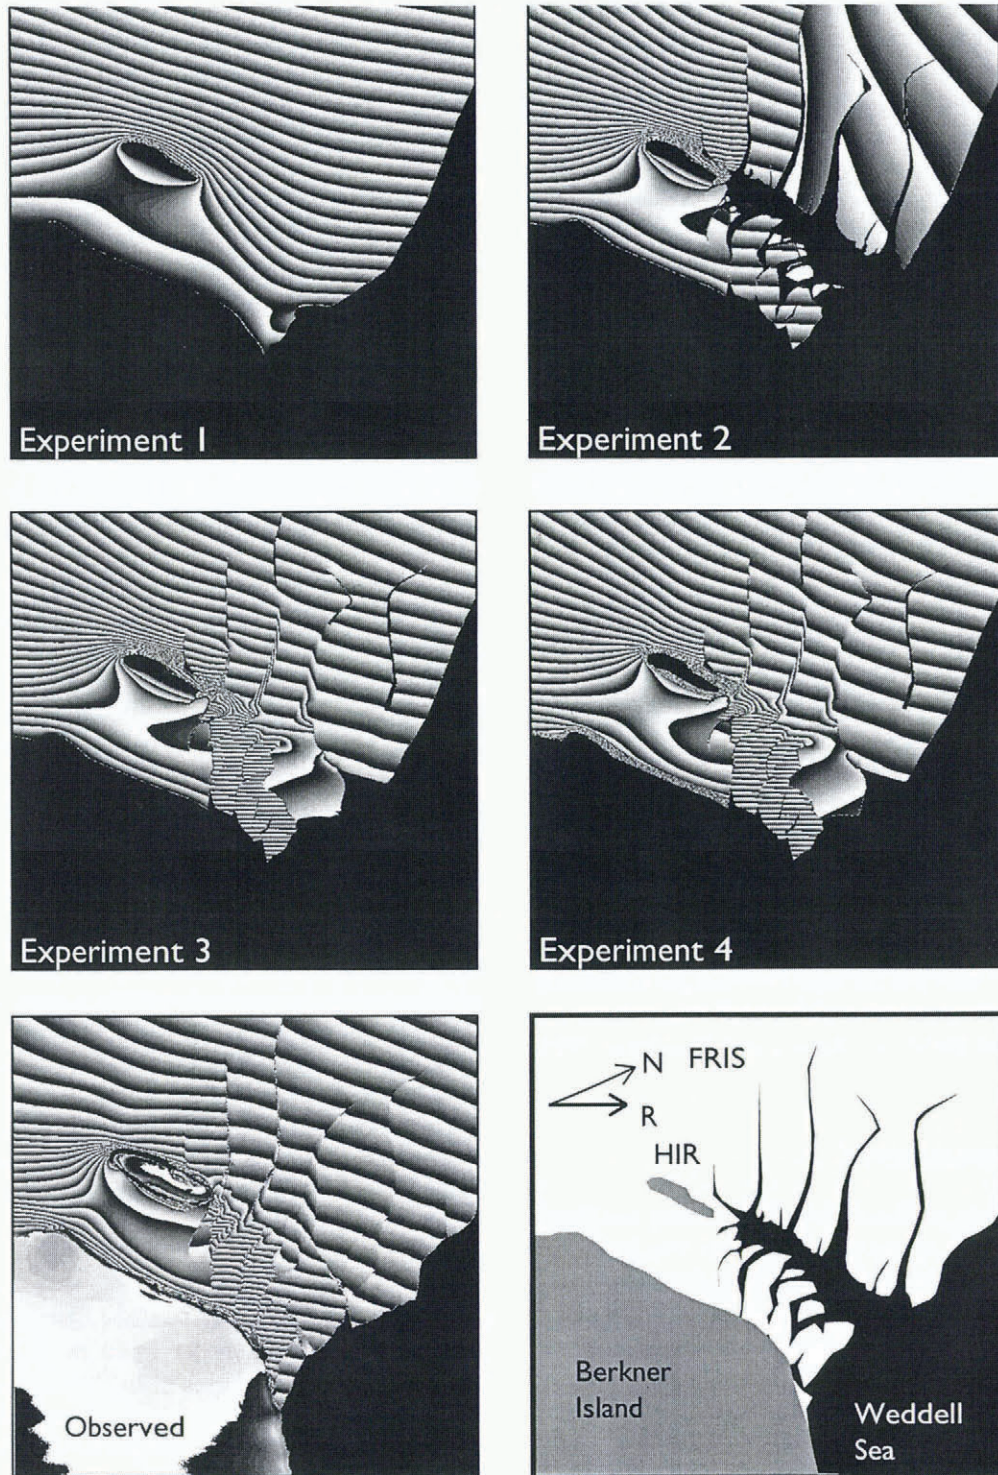 Experiment 1
Experiment 2
Experiment 3
Experiment 4
Observed
N
FRIS
R
HIR
Berkner
Island
Weddell
Sea